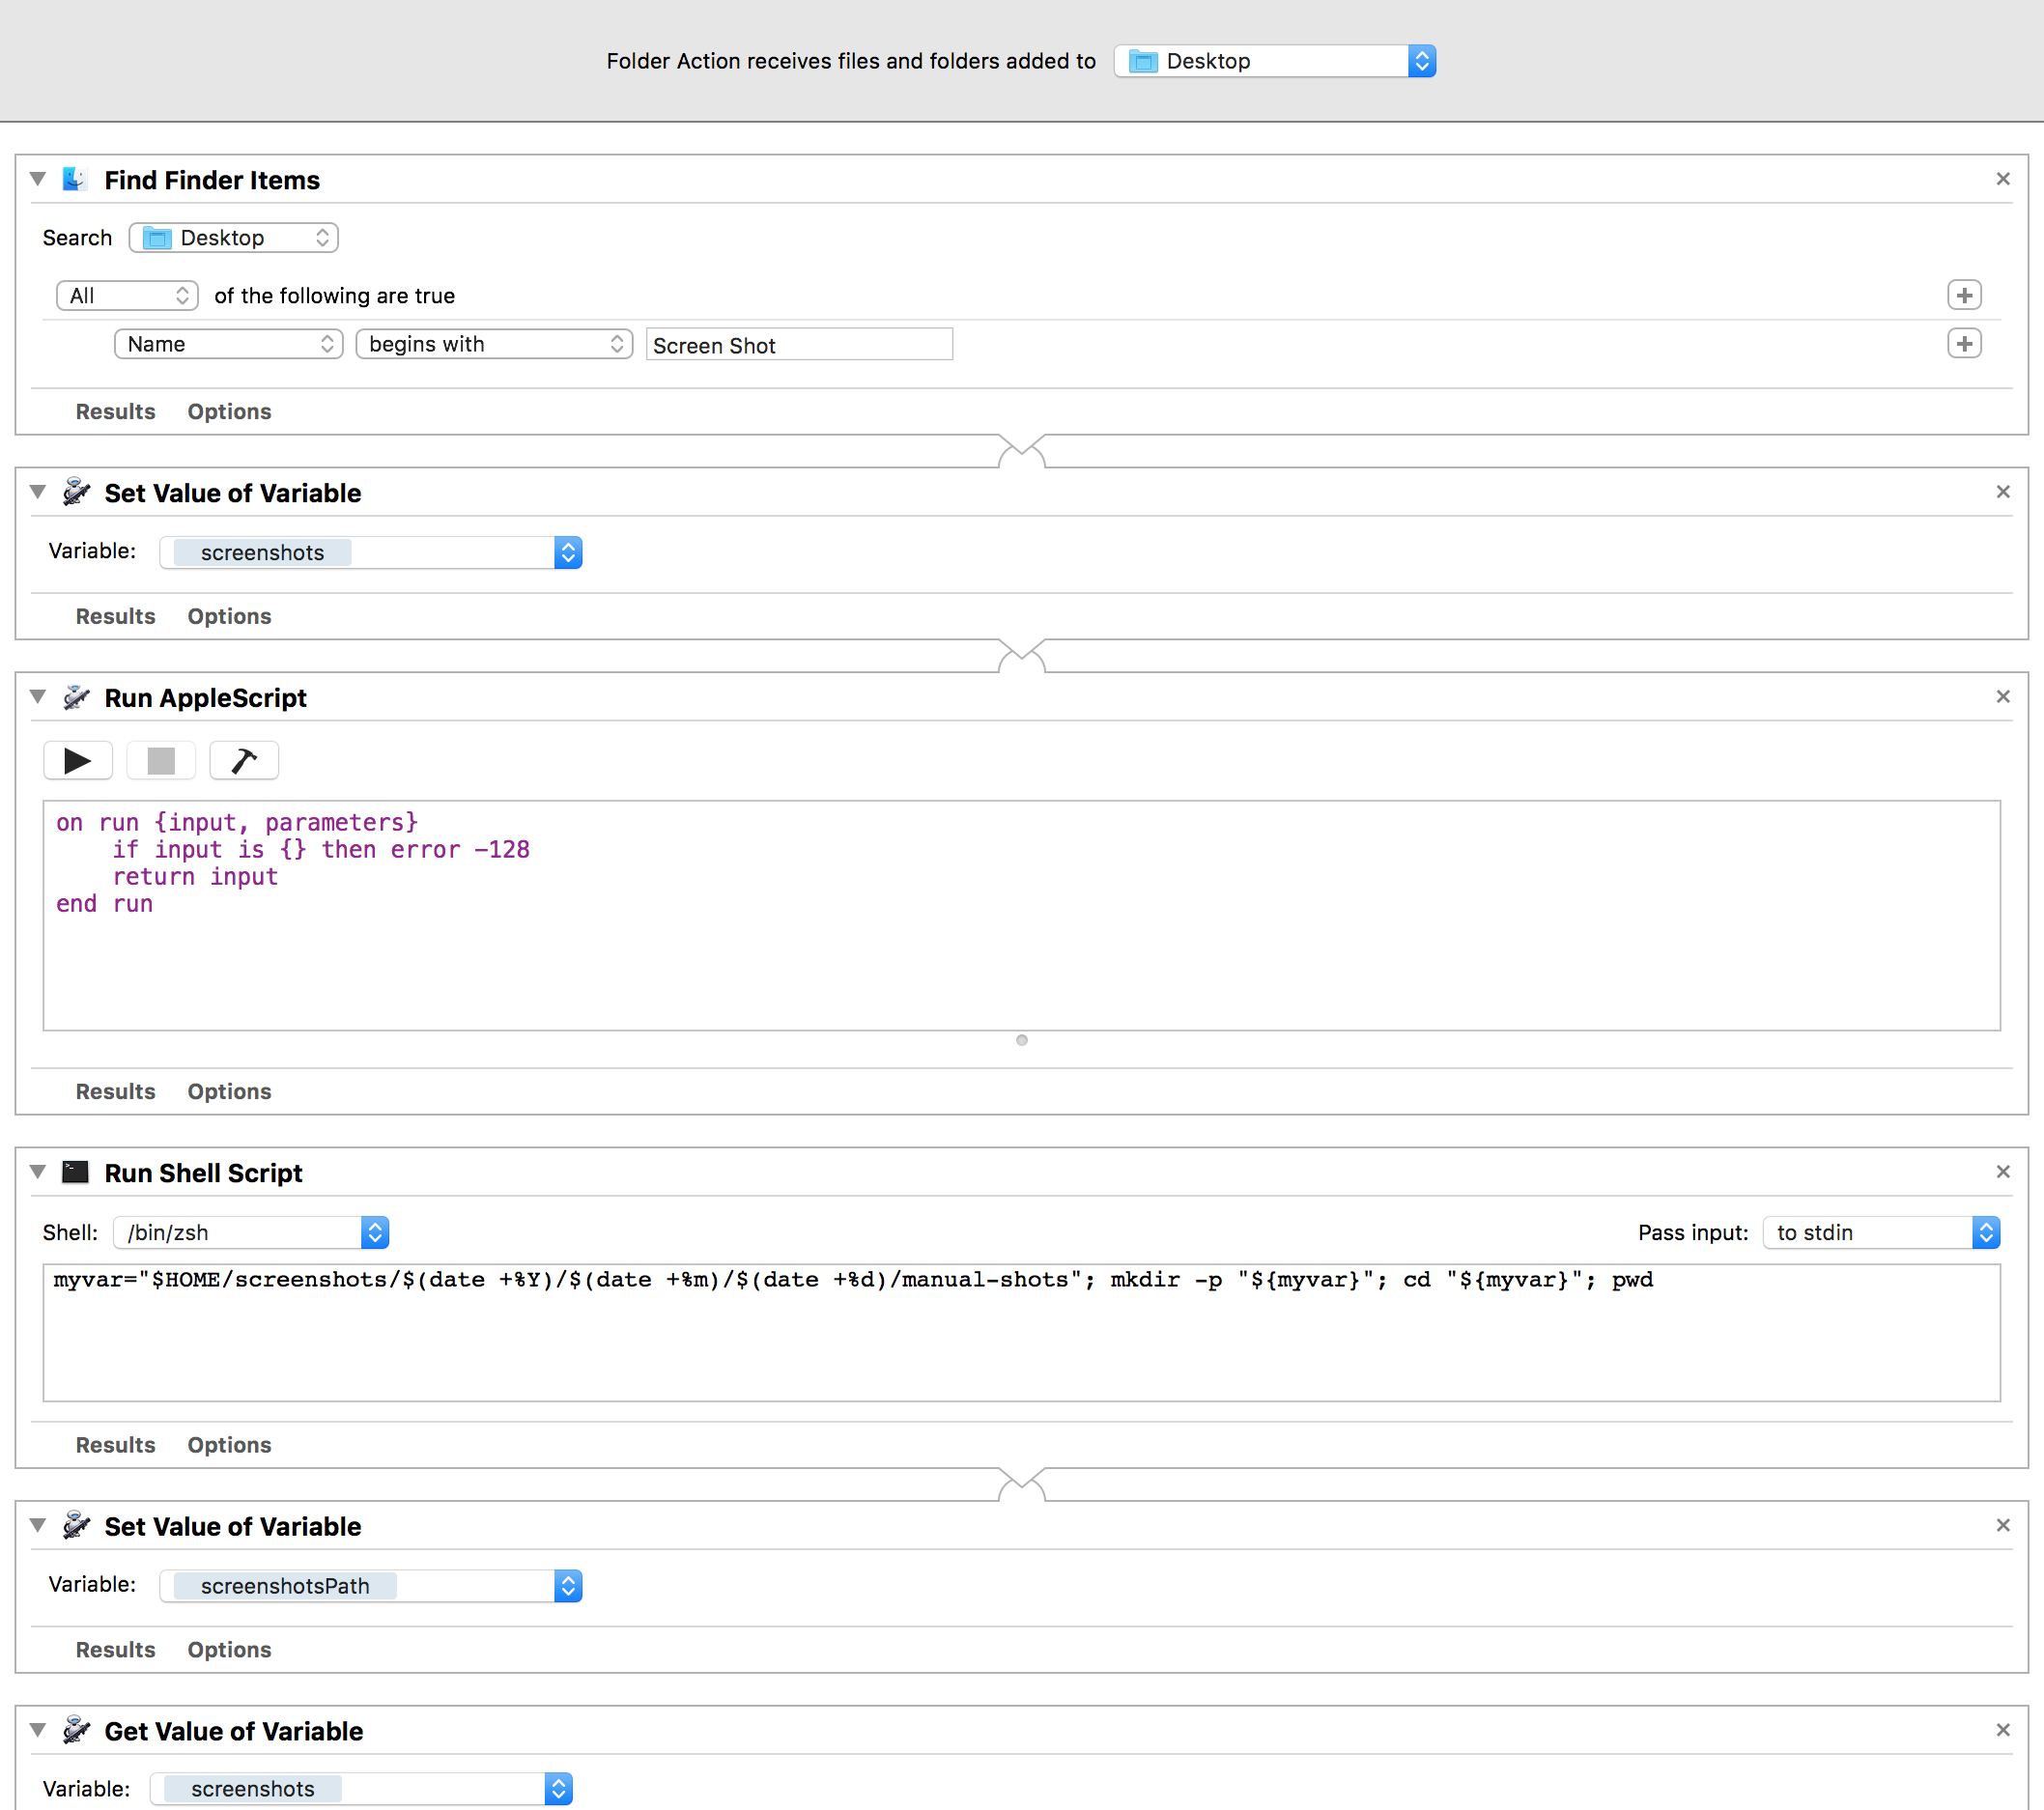 Folder Action receives files and folders added to Desktop
Find Finder Items
Search Desktop
All of the following are true
Name begins with Screen Shot
Results Options
Set Value of Variable
Variable: screenshots
Results Options
Run AppleScript
on run {input, parameters}
    if input is {} then error –128
    return input
end run
Results Options
Run Shell Script
Shell: /bin/zsh Pass input: to stdin
myvar="$HOME/screenshots/$(date +%Y)/$(date +%m)/$(date +%d)/manual-shots"; mkdir -p "${myvar}"; cd "${myvar}"; pwd
Results Options
Set Value of Variable
Variable: screenshotsPath
Results Options
Get Value of Variable
Variable: screenshots